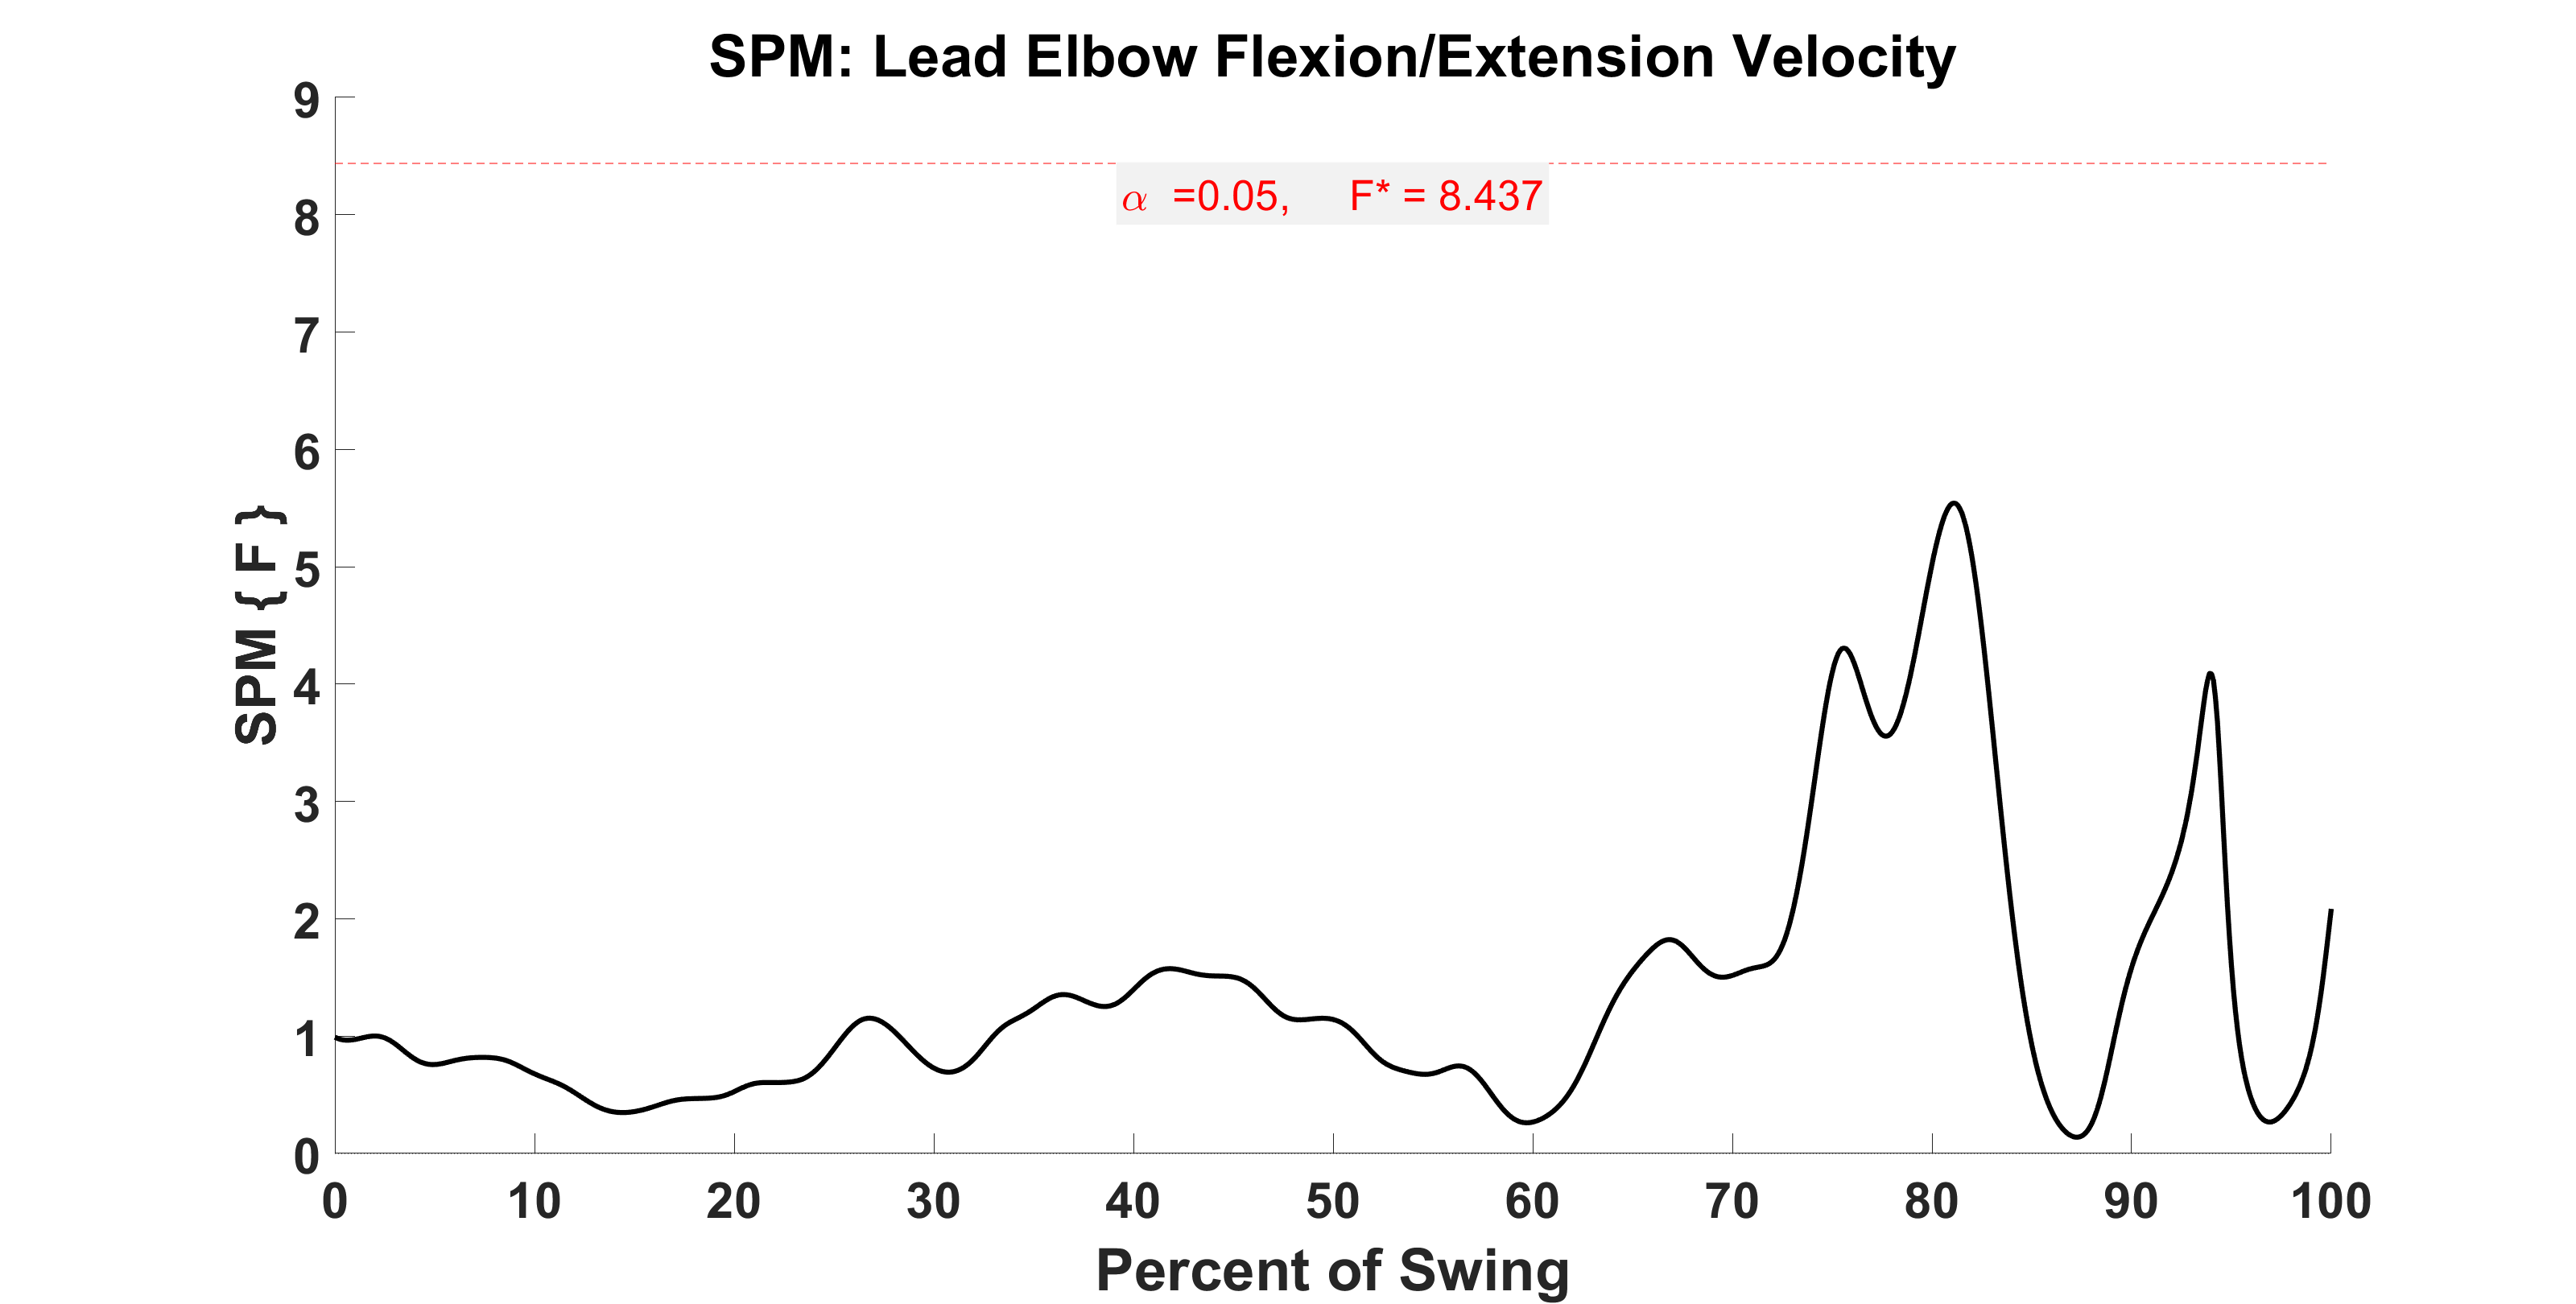 SPM: Lead Elbow Flexion/Extension Velocity
9
8
7
6
5
4
3
2
1
0
α =0.05, F* = 8.437
SPM { F }
0 10 20 30 40 50 60 70 80 90 100
Percent of Swing